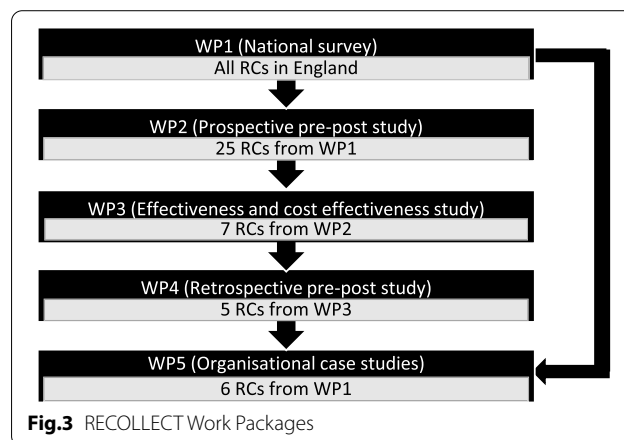 WP1 (National survey)
All RCs in England
WP2 (Prospective pre-post study)
25 RCs from WP1
WP3 (Effectiveness and cost effectiveness study)
7 RCs from WP2
WP4 (Retrospective pre-post study)
5 RCs from WP3
WP5 (Organisational case studies)
6 RCs from WP1
Fig.3 RECOLLECT Work Packages